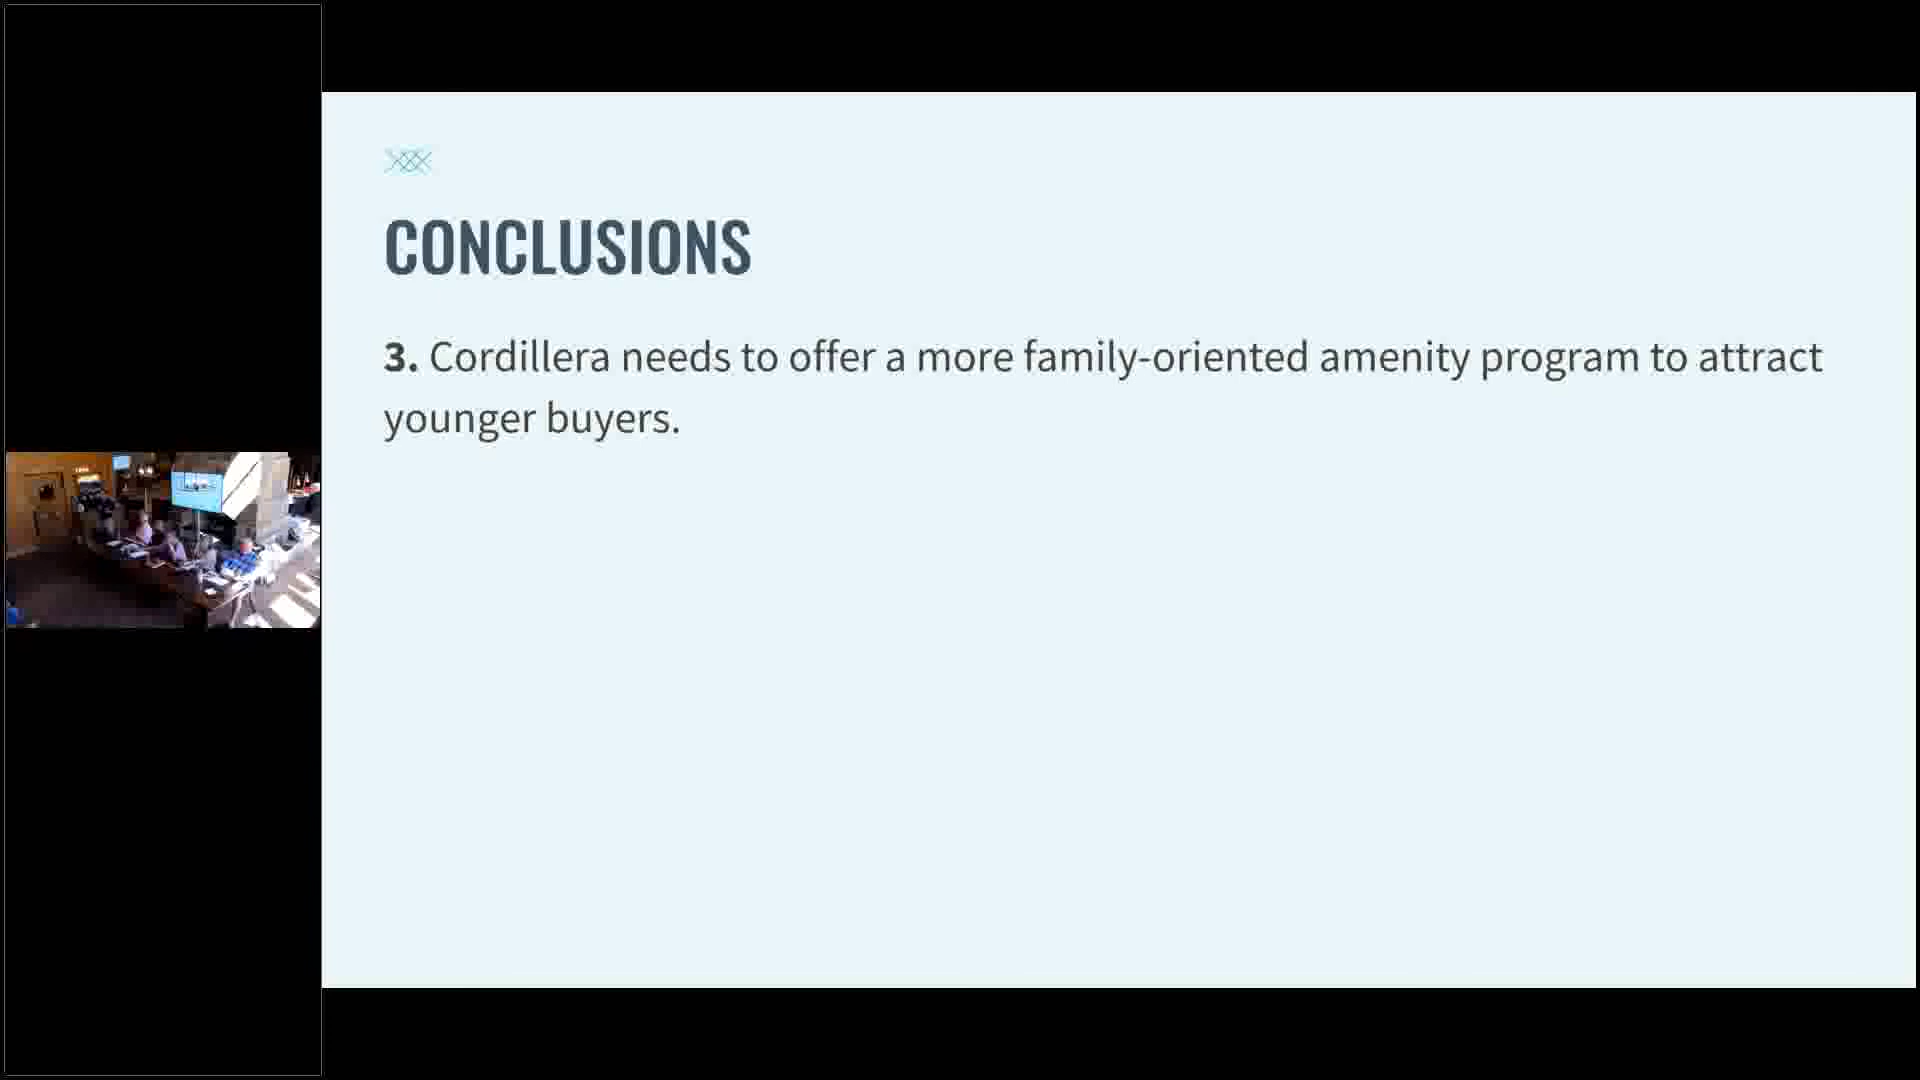 CONCLUSIONS
3. Cordillera needs to offer a more family-oriented amenity program to attract
younger buyers.